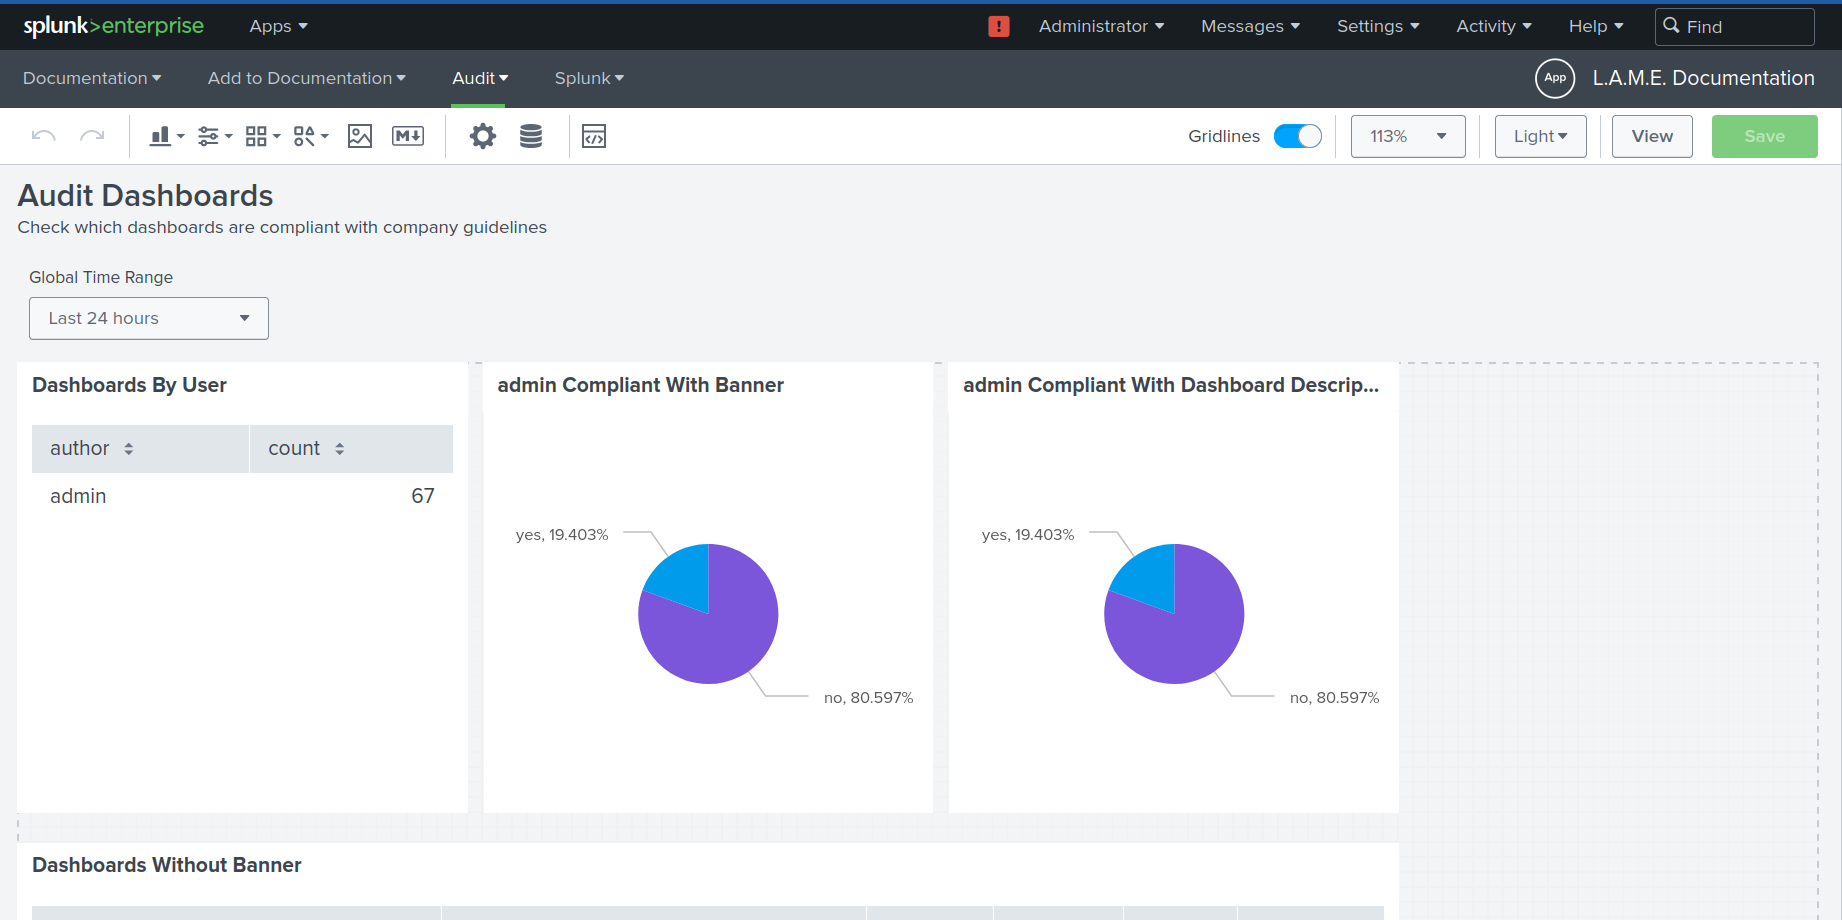 splunk>enterprise Apps ! Administrator Messages Settings Activity Help Find
Documentation Add to Documentation Audit Splunk App L.A.M.E. Documentation
M↓ Gridlines 113% Light View Save
Audit Dashboards
Check which dashboards are compliant with company guidelines
Global Time Range
Last 24 hours
Dashboards By User
author count
admin 67
admin Compliant With Banner
yes, 19.403%
no, 80.597%
admin Compliant With Dashboard Descrip...
yes, 19.403%
no, 80.597%
Dashboards Without Banner